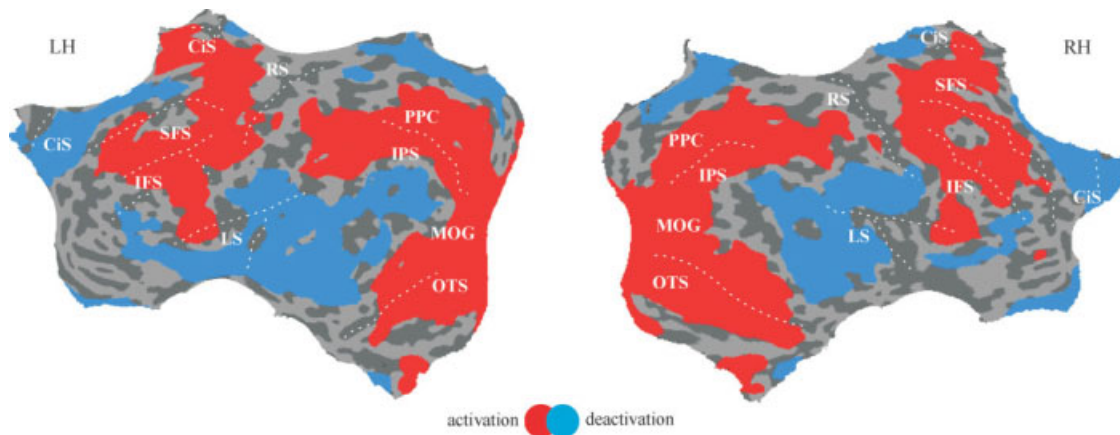 LH
CiS
RS
SFS
PPC
IPS
CiS
IFS
LS
MOG
OTS
CiS
RH
SFS
RS
PPC
IPS
IFS
CiS
MOG
LS
OTS
activation deactivation